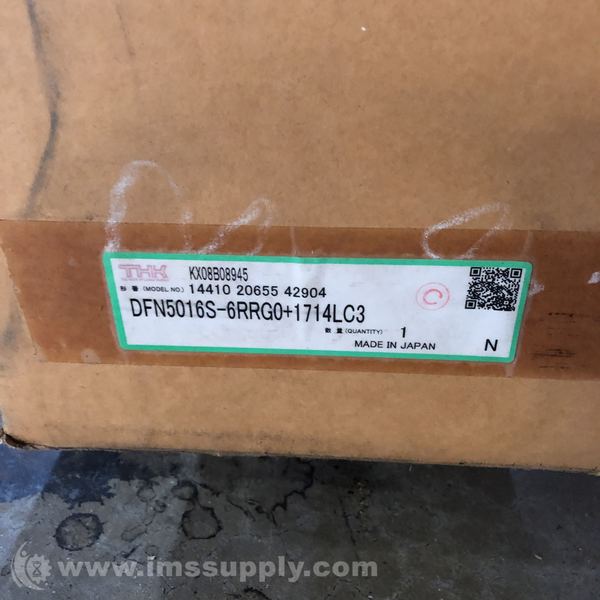 THK KX08B08945
形番 (MODEL NO.) 14410 20655 42904
DFN5016S-6RRG0+1714LC3
C
数量 (QUANTITY) 1
MADE IN JAPAN N
www.imssupply.com